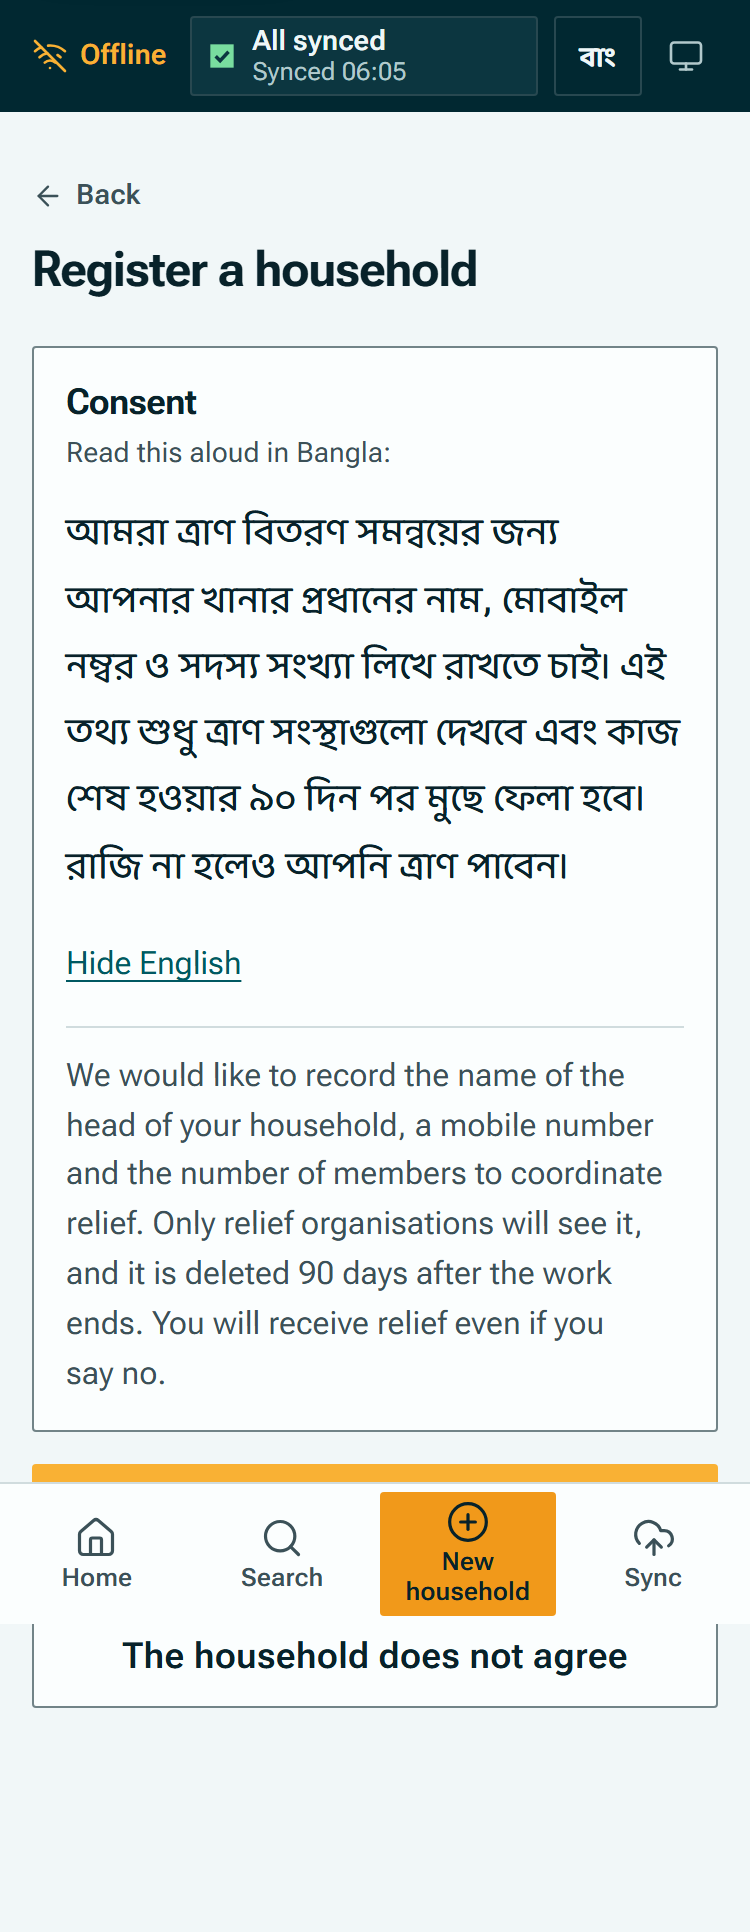 Offline
All synced
Synced 06:05
বাং
Back
Register a household
Consent
Read this aloud in Bangla:
আমরা ত্রাণ বিতরণ সমন্বয়ের জন্য
আপনার খানার প্রধানের নাম, মোবাইল
নম্বর ও সদস্য সংখ্যা লিখে রাখতে চাই। এই
তথ্য শুধু ত্রাণ সংস্থাগুলো দেখবে এবং কাজ
শেষ হওয়ার ৯০ দিন পর মুছে ফেলা হবে।
রাজি না হলেও আপনি ত্রাণ পাবেন।
Hide English
We would like to record the name of the
head of your household, a mobile number
and the number of members to coordinate
relief. Only relief organisations will see it,
and it is deleted 90 days after the work
ends. You will receive relief even if you
say no.
Home
Search
New
household
Sync
The household does not agree